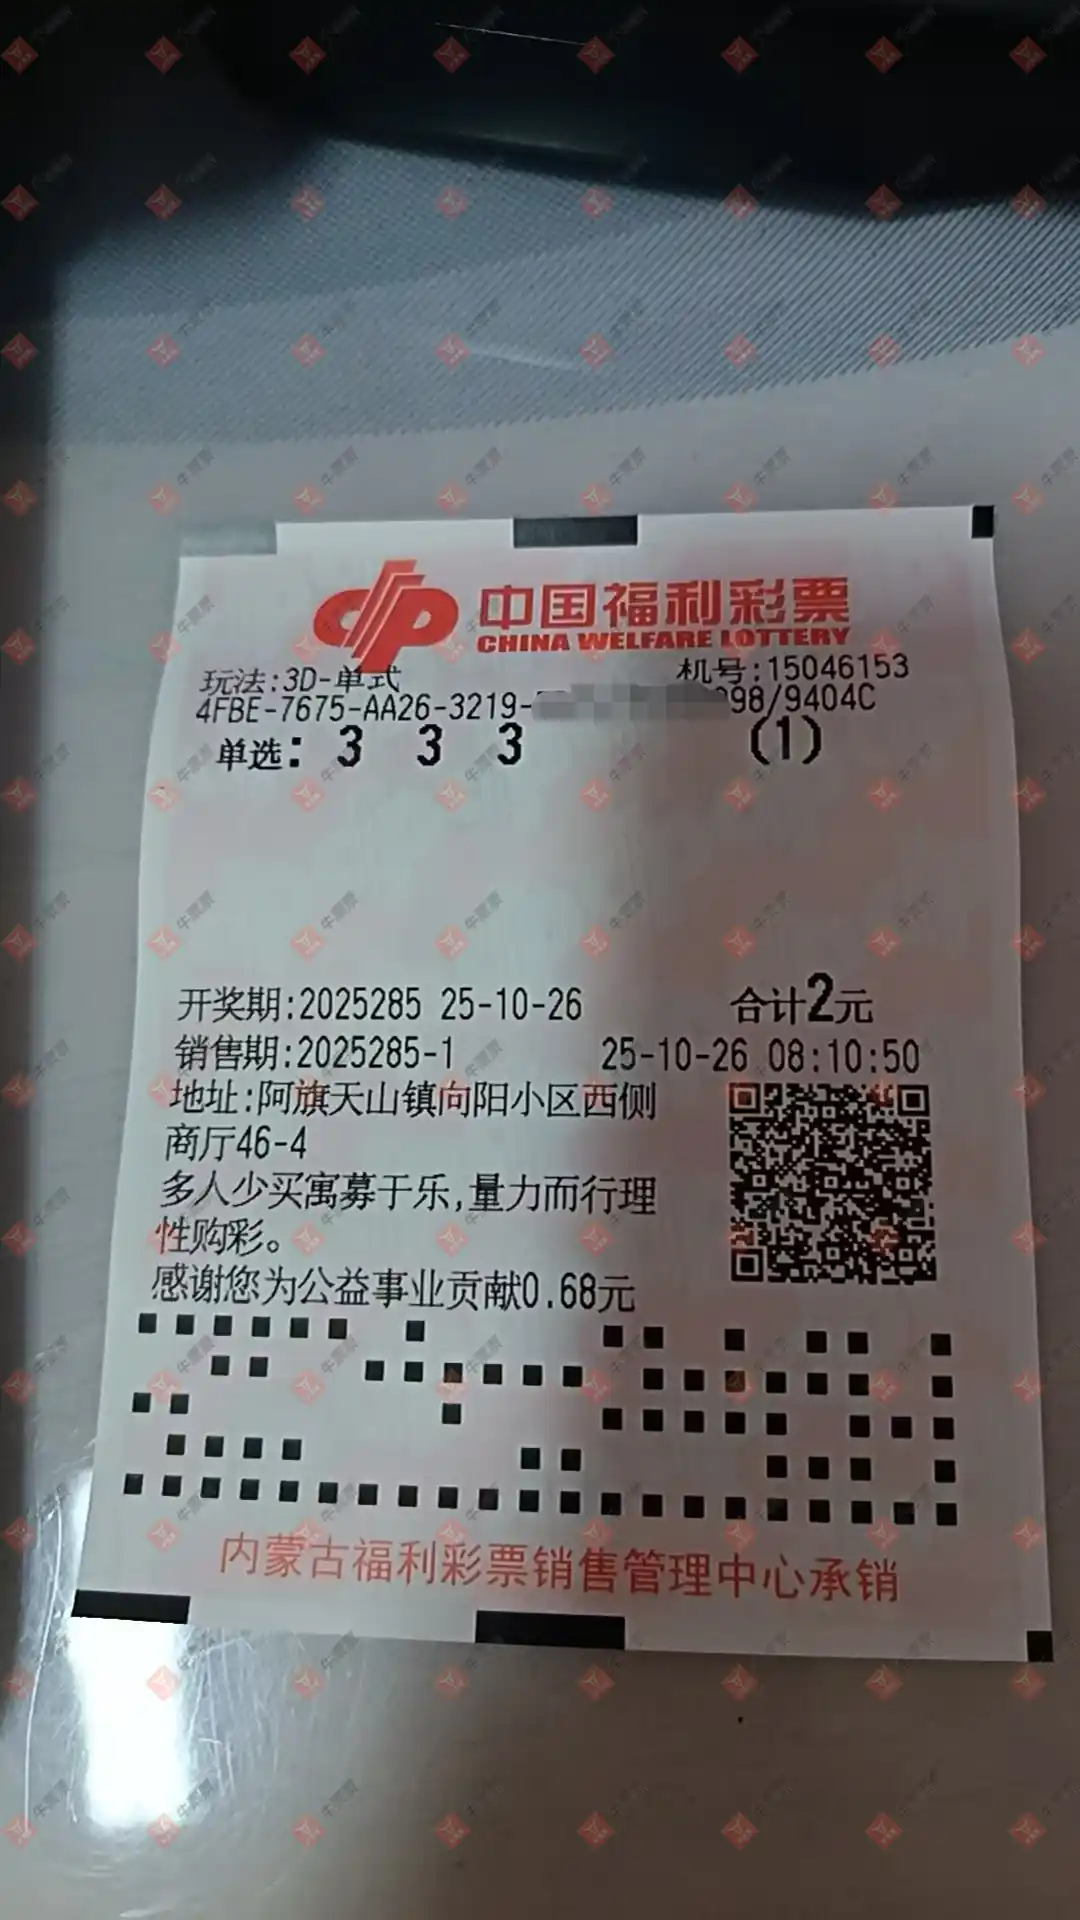 中国福利彩票
CHINA WELFARE LOTTERY
玩法:3D-单式 机号:15046153
4FBE-7675-AA26-3219- 098/9404C
单选: 3 3 3 (1)
开奖期:2025285 25-10-26 合计2元
销售期:2025285-1 25-10-26 08:10:50
地址:阿旗天山镇向阳小区西侧
商厅46-4
多人少买寓募于乐,量力而行理
性购彩。
感谢您为公益事业贡献0.68元
内蒙古福利彩票销售管理中心承销